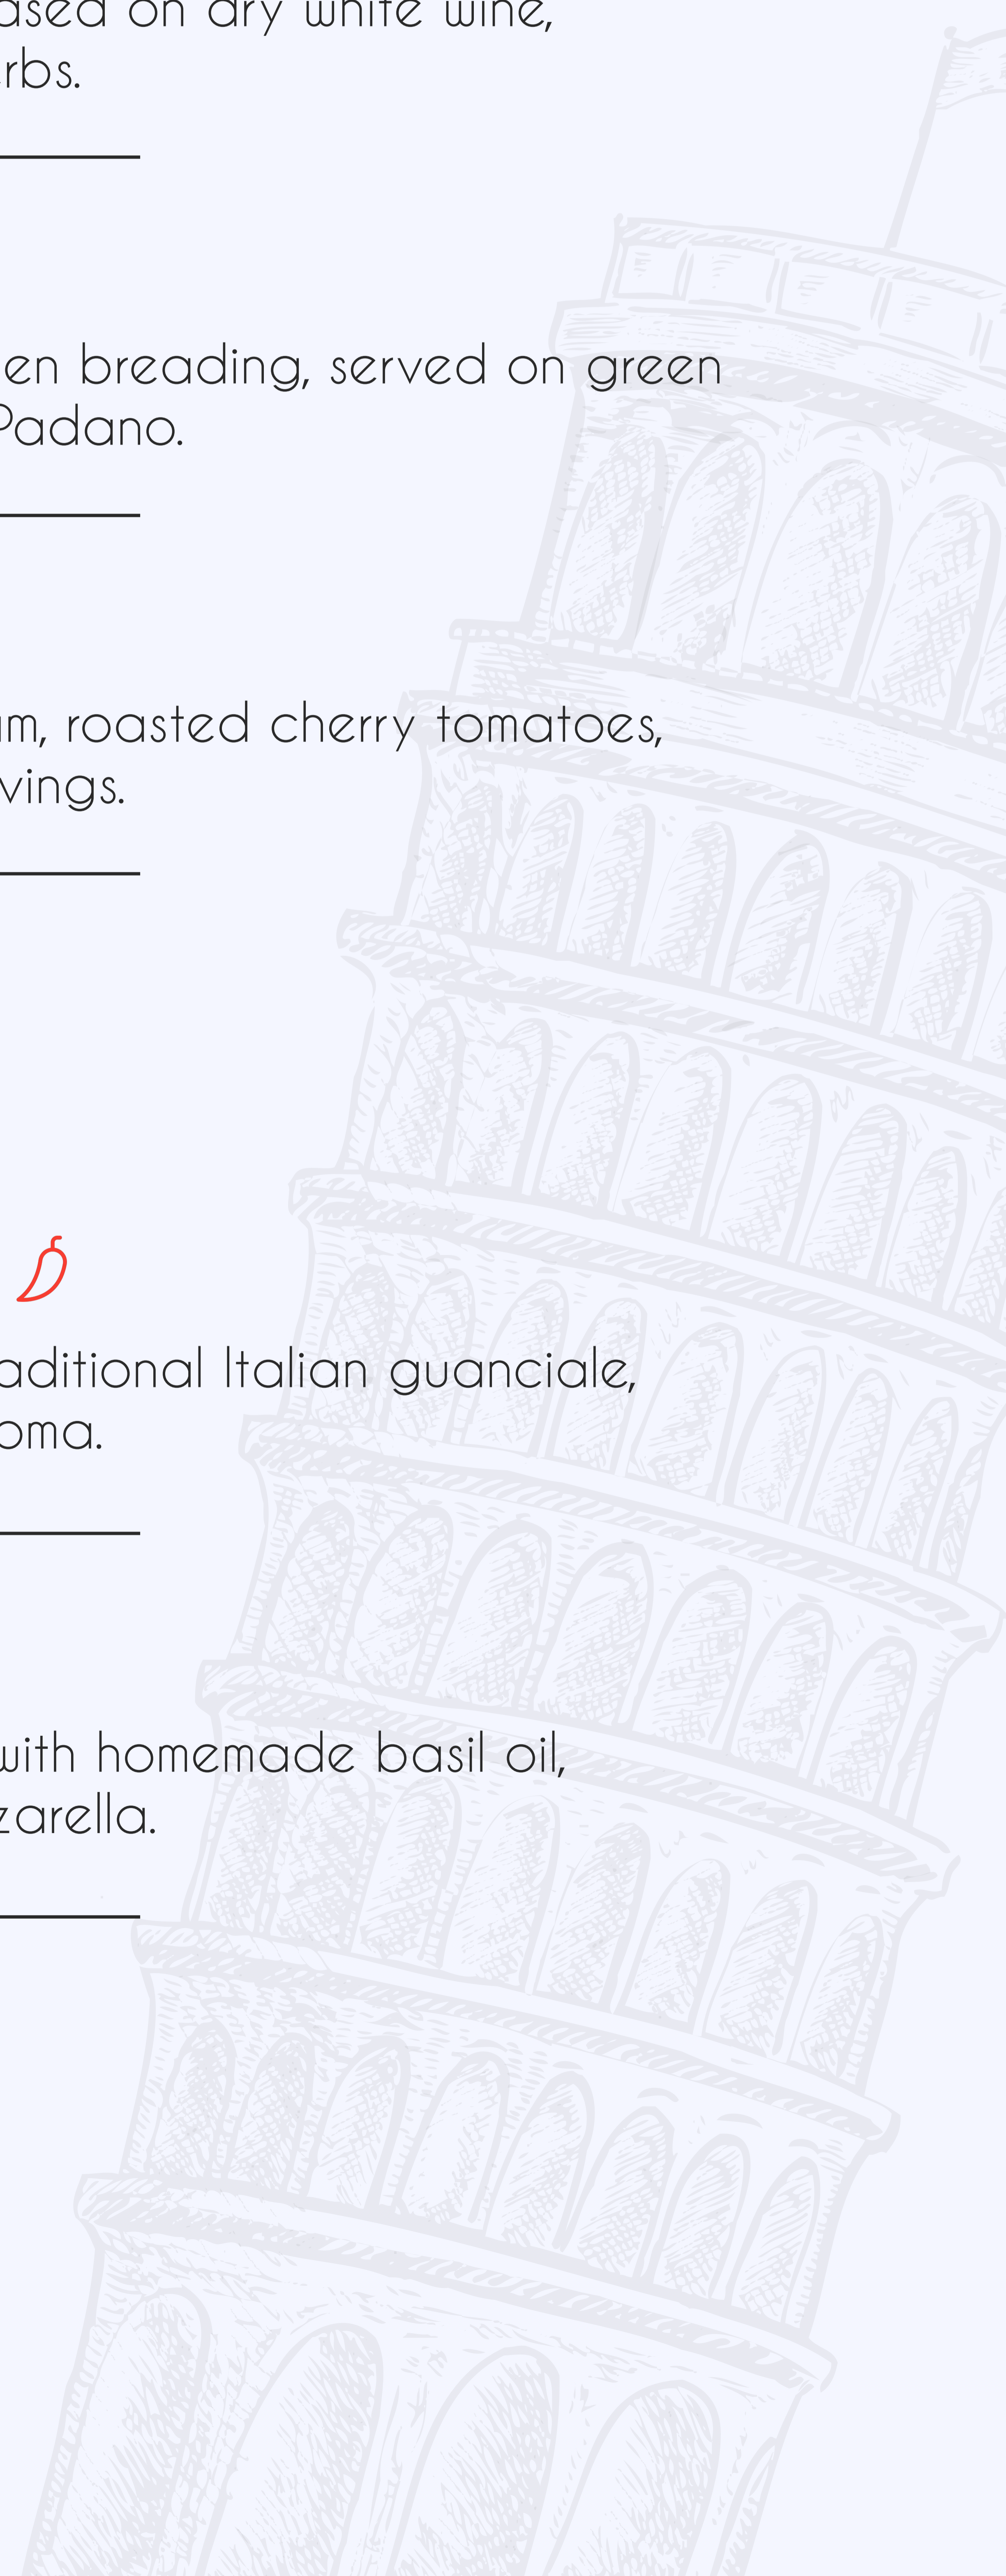 ased on dry white wine,
rbs.
en breading, served on green
Padano.
m, roasted cherry tomatoes,
vings.
aditional Italian guanciale,
oma.
with homemade basil oil,
zarella.